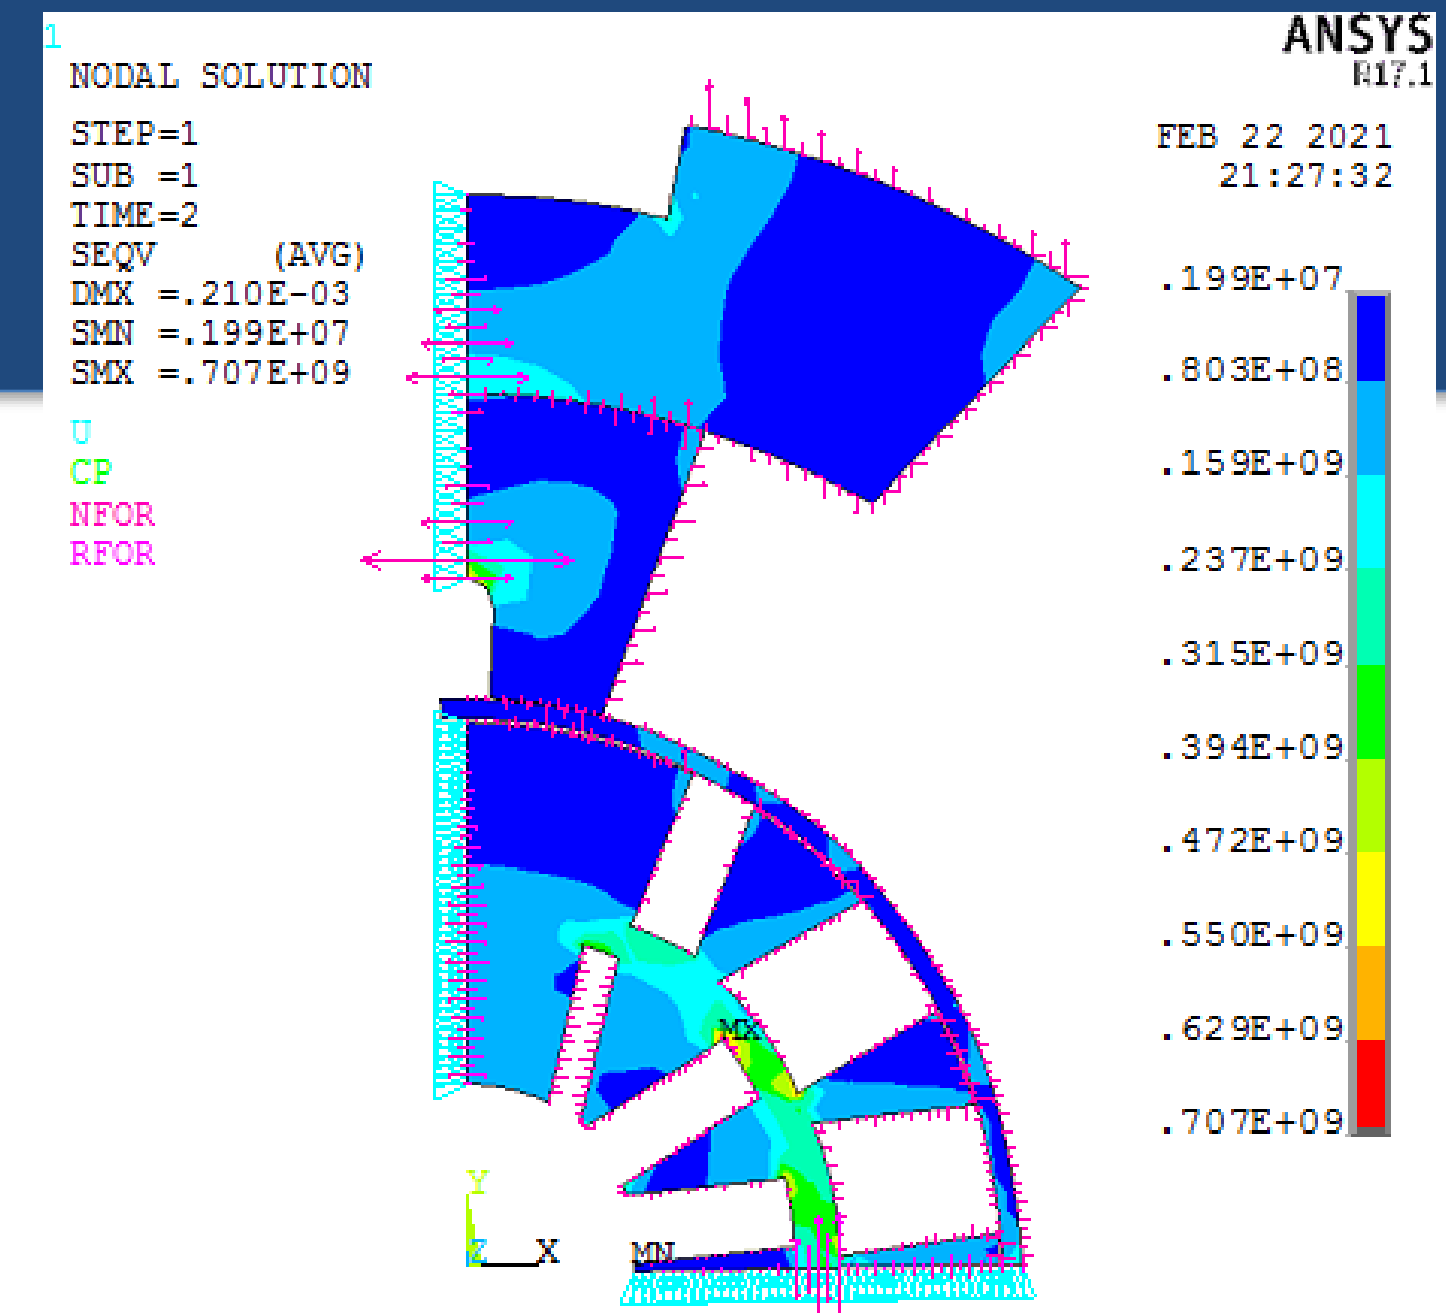 1
ANSYS
R17.1
NODAL SOLUTION
FEB 22 2021
21:27:32
STEP=1
SUB =1
TIME=2
SEQV (AVG)
DMX =.210E-03
SMN =.199E+07
SMX =.707E+09
U
CP
NFOR
RFOR
.199E+07
.803E+08
.159E+09
.237E+09
.315E+09
.394E+09
.472E+09
.550E+09
.629E+09
.707E+09
MX
Y
Z X
MN